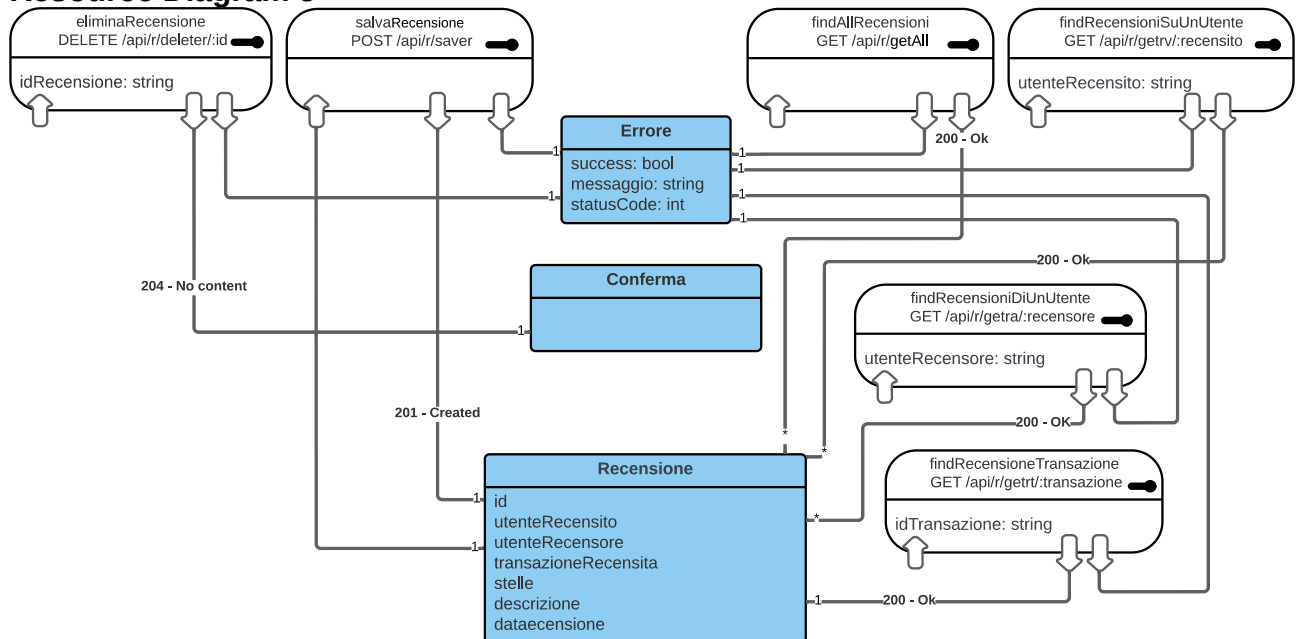 Resource Diagram 3
eliminaRecensione
DELETE /api/r/deleter/:id
idRecensione: string
salvaRecensione
POST /api/r/saver
findAllRecensioni
GET /api/r/getAll
findRecensioniSuUnUtente
GET /api/r/getrv/:recensito
utenteRecensito: string
Errore
success: bool
messaggio: string
statusCode: int
1
1
1
1
1
1
200 - Ok
200 - Ok
204 - No content
Conferma
1
findRecensioniDiUnUtente
GET /api/r/getra/:recensore
utenteRecensore: string
201 - Created
200 - OK
*
*
Recensione
id
utenteRecensito
utenteRecensore
transazioneRecensita
stelle
descrizione
dataecensione
1
1
*
1
findRecensioneTransazione
GET /api/r/getrt/:transazione
idTransazione: string
200 - Ok